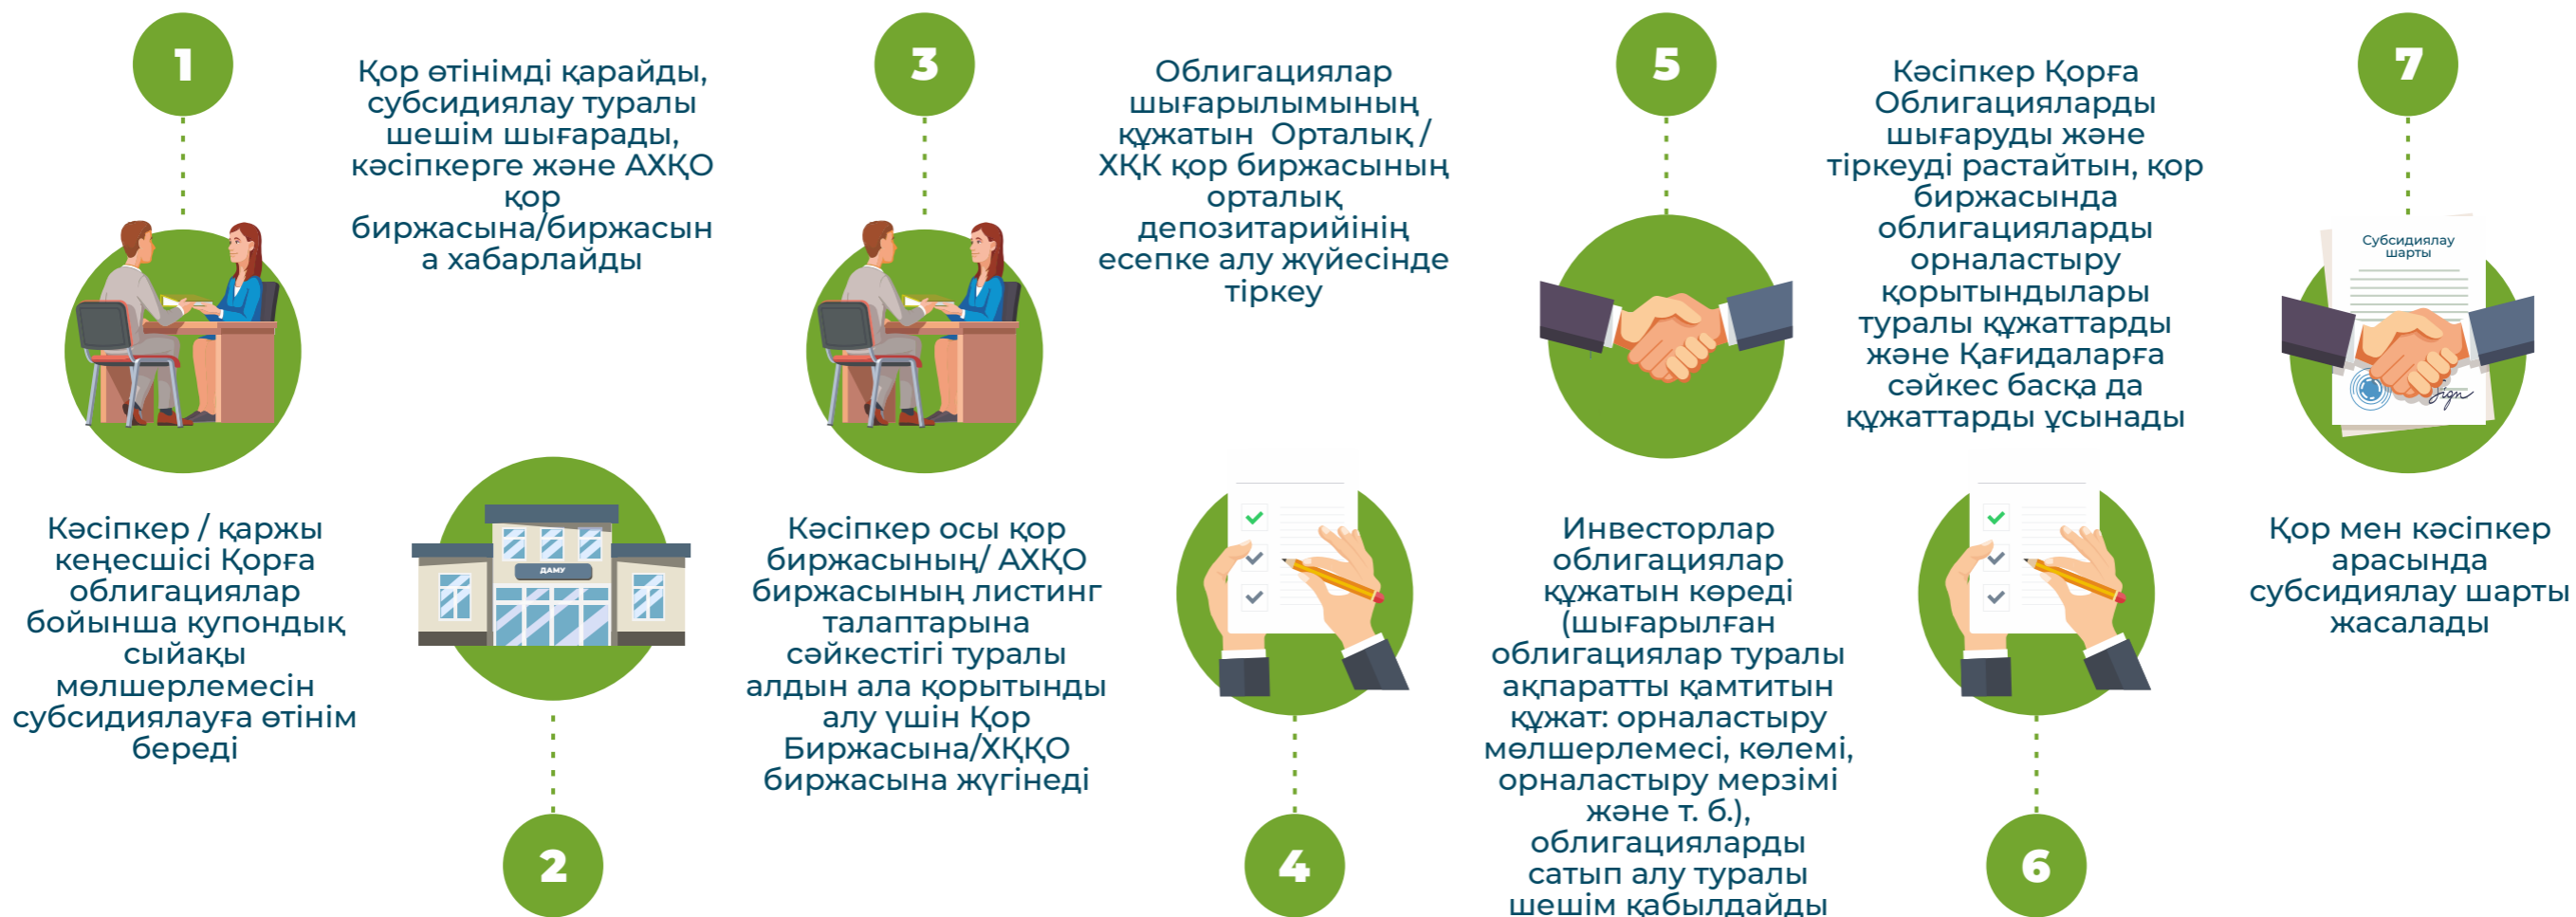 1
Кәсіпкер / қаржы
кеңесшісі Қорға
облигациялар
бойынша купондық
сыйақы
мөлшерлемесін
субсидиялауға өтінім
береді
Қор өтінімді қарайды,
субсидиялау туралы
шешім шығарады,
кәсіпкерге және АХҚО
қор
биржасына/биржасын
а хабарлайды
ДАМУ
2
3
Кәсіпкер осы қор
биржасының/ АХҚО
биржасының листинг
талаптарына
сәйкестігі туралы
алдын ала қорытынды
алу үшін Қор
Биржасына/ХҚҚО
биржасына жүгінеді
Облигациялар
шығарылымының
құжатын Орталық /
ХҚК қор биржасының
орталық
депозитарийінің
есепке алу жүйесінде
тіркеу
4
5
Инвесторлар
облигациялар
құжатын көреді
(шығарылған
облигациялар туралы
ақпаратты қамтитын
құжат: орналастыру
мөлшерлемесі, көлемі,
орналастыру мерзімі
және т. б.),
облигацияларды
сатып алу туралы
шешім қабылдайды
Кәсіпкер Қорға
Облигацияларды
шығаруды және
тіркеуді растайтын, қор
биржасында
облигацияларды
орналастыру
қорытындылары
туралы құжаттарды
және Қағидаларға
сәйкес басқа да
құжаттарды ұсынады
6
7
Субсидиялау
шарты
Sign
Қор мен кәсіпкер
арасында
субсидиялау шарты
жасалады